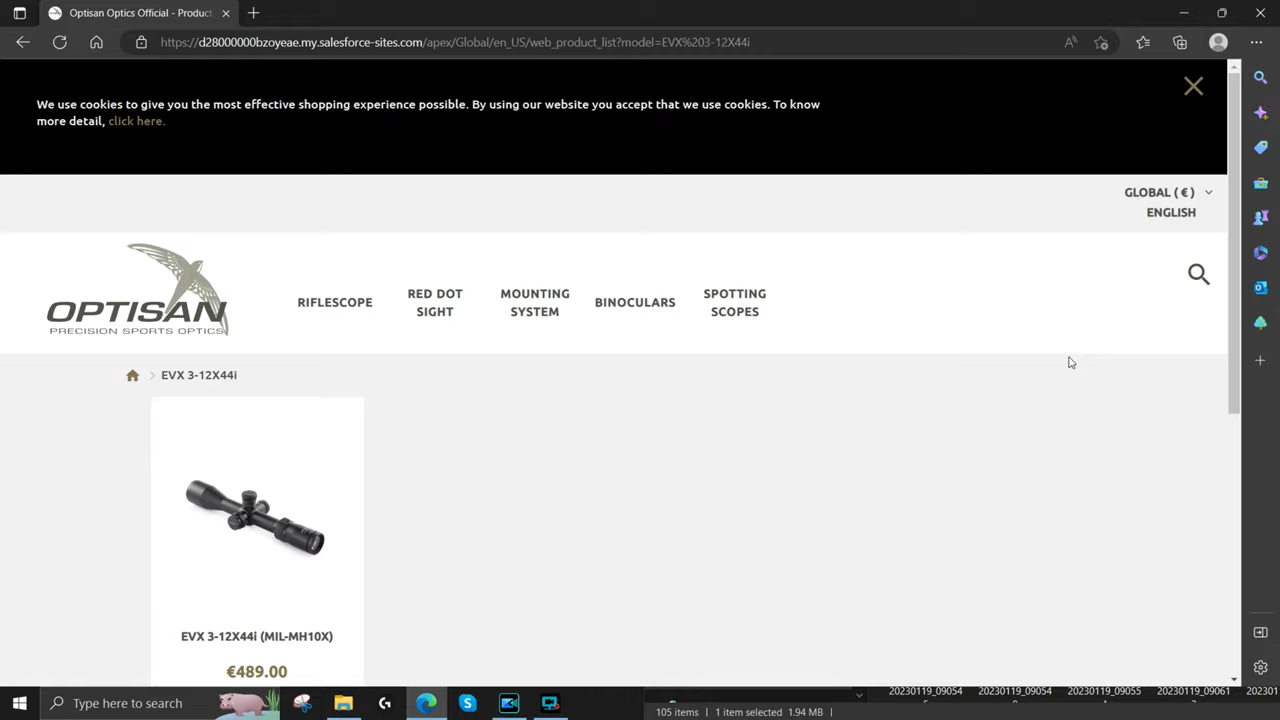 Optisan Optics Official - Product
https://d28000000bzoyeae.my.salesforce-sites.com/apex/Global/en_US/web_product_list?model=EVX%203-12X44i
We use cookies to give you the most effective shopping experience possible. By using our website you accept that we use cookies. To know
more detail, click here.
GLOBAL ( € )
ENGLISH
OPTISAN
PRECISION SPORTS OPTICS
RIFLESCOPE
RED DOT
SIGHT
MOUNTING
SYSTEM
BINOCULARS
SPOTTING
SCOPES
EVX 3-12X44i
EVX 3-12X44i (MIL-MH10X)
€489.00
Type here to search
20230119_09054 20230119_09054 20230119_09055 20230119_09061 202301
105 items 1 item selected 1.94 MB